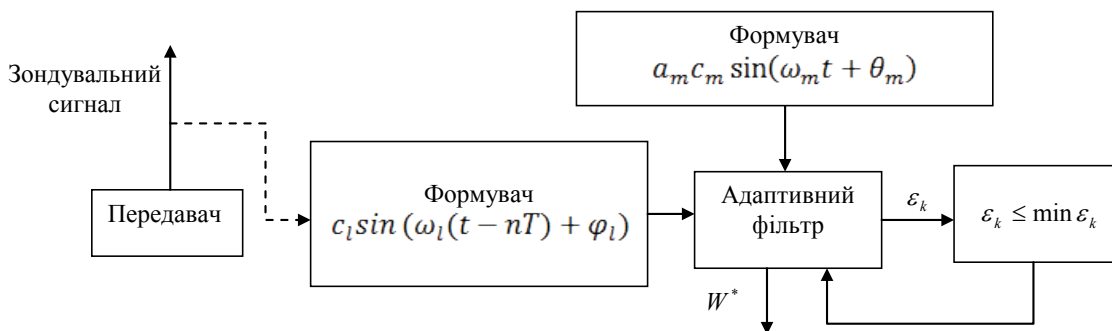 Зондувальний
сигнал
Передавач
Формувач
c_l sin (ω_l(t − nT) + φ_l)
Формувач
a_m c_m sin(ω_m t + θ_m)
Адаптивний
фільтр
ε_k
ε_k ≤ min ε_k
W*